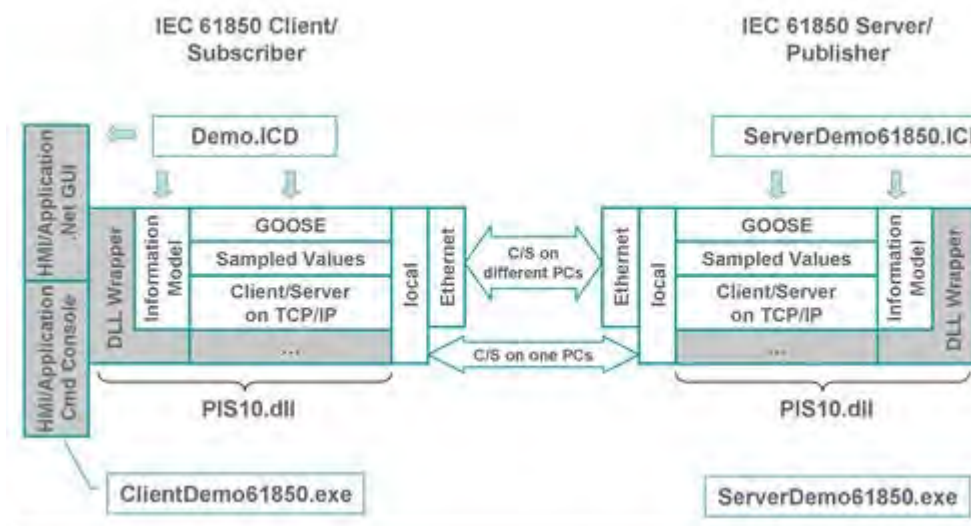 IEC 61850 Client/
Subscriber
IEC 61850 Server/
Publisher
Demo.ICD
ServerDemo61850.IC
HMI/Application
.Net GUI
HMI/Application
Cmd Console
DLL Wrapper
Information
Model
GOOSE
Sampled Values
Client/Server
on TCP/IP
...
local
Ethernet
C/S on
different PCs
C/S on one PCs
Ethernet
local
GOOSE
Sampled Values
Client/Server
on TCP/IP
...
Information
Model
DLL Wrapper
PIS10.dll
PIS10.dll
ClientDemo61850.exe
ServerDemo61850.exe